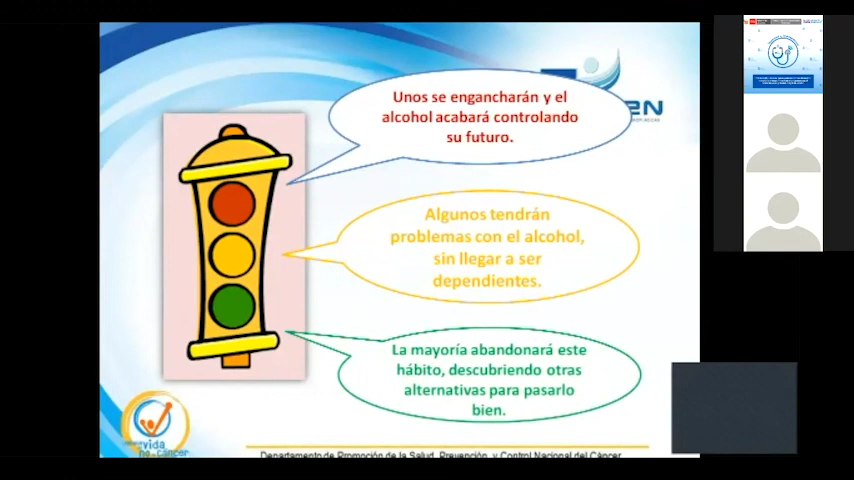 Unos se engancharán y el
alcohol acabará controlando
su futuro.
Algunos tendrán
problemas con el alcohol,
sin llegar a ser
dependientes.
La mayoría abandonará este
hábito, descubriendo otras
alternativas para pasarlo
bien.
vida
no cáncer
Departamento de Promoción de la Salud, Prevención y Control Nacional del Cáncer